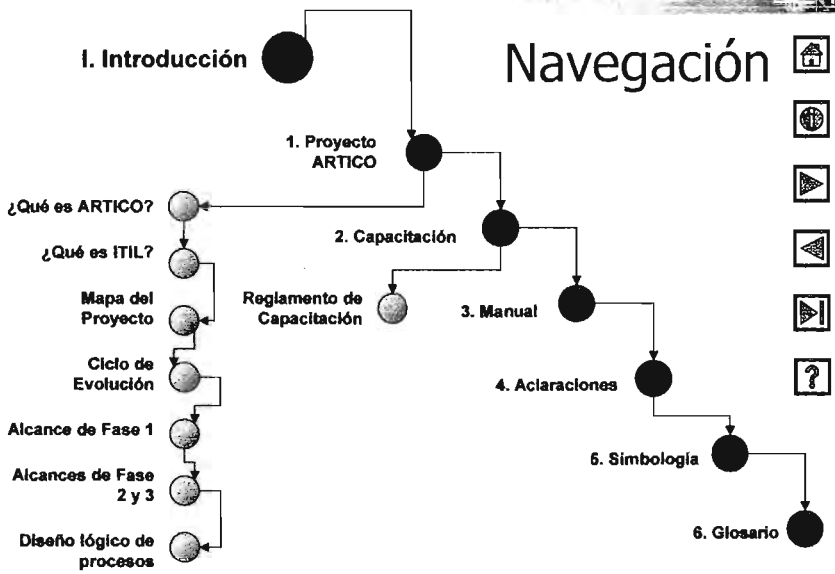 Navegación
I. Introducción
1. Proyecto
ARTICO
¿Qué es ARTICO?
¿Qué es ITIL?
Mapa del
Proyecto
Ciclo de
Evolución
Alcance de Fase 1
Alcances de Fase
2 y 3
Diseño lógico de
procesos
2. Capacitación
Reglamento de
Capacitación
3. Manual
4. Aclaraciones
5. Simbología
6. Glosario
?